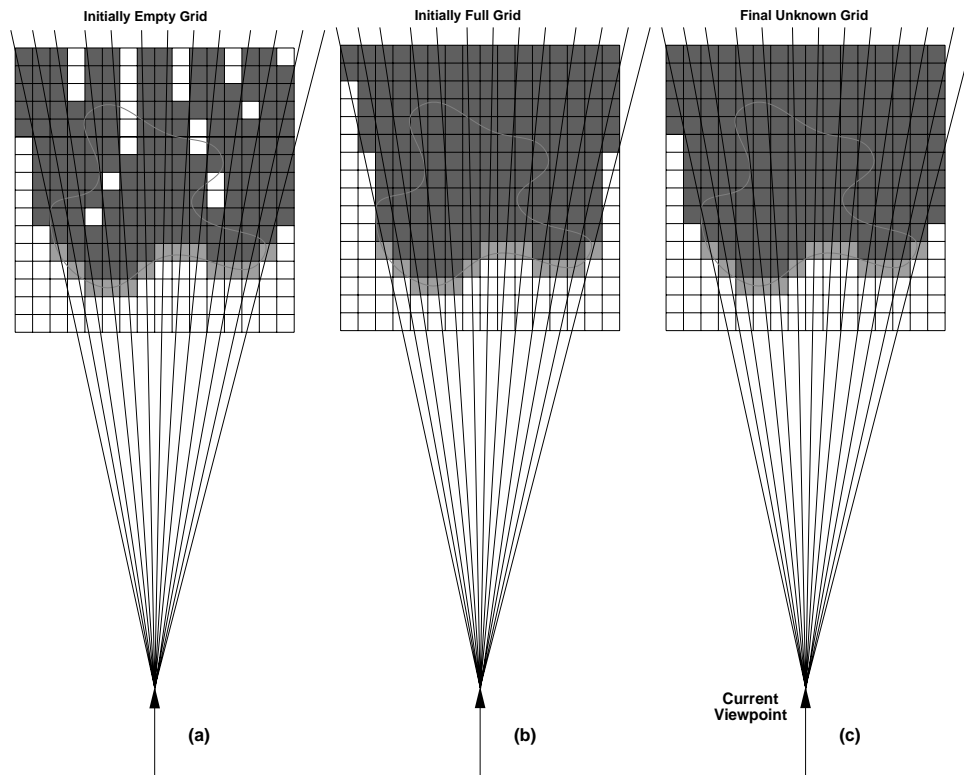 Initially Empty Grid
Initially Full Grid
Final Unknown Grid
Current
Viewpoint
(a)
(b)
(c)